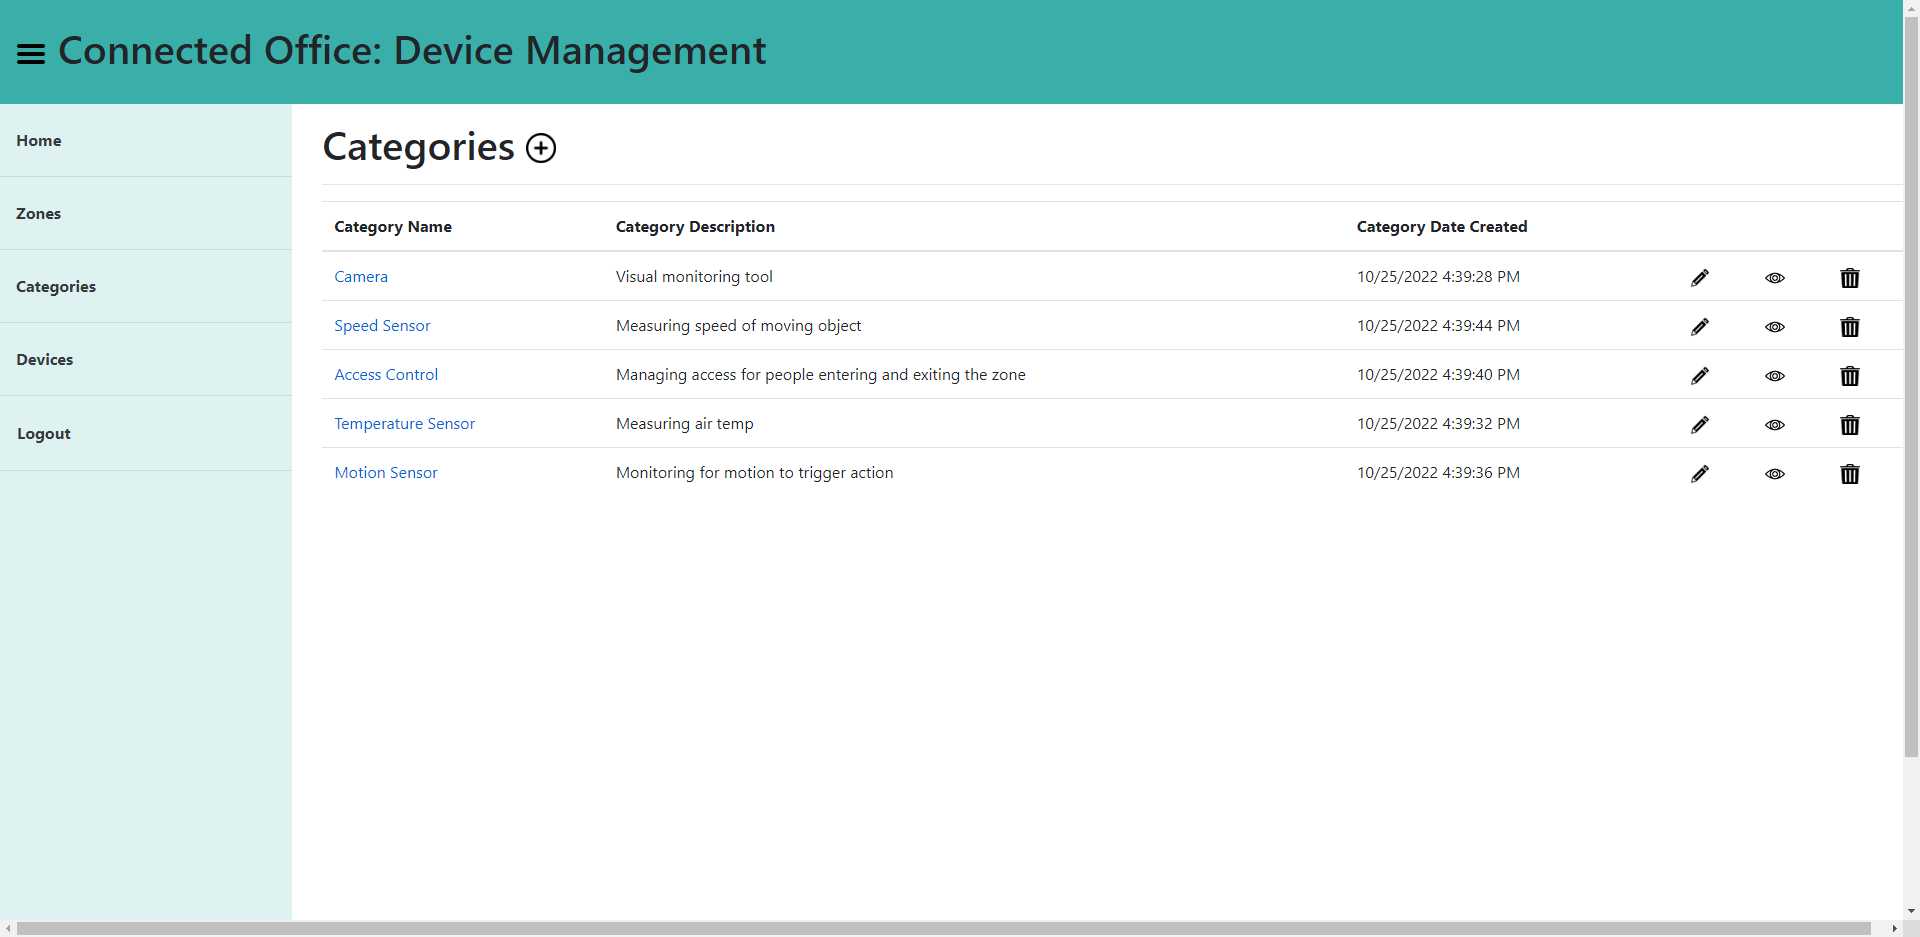 Connected Office: Device Management
Home
Zones
Categories
Devices
Logout
Categories
Category Name Category Description Category Date Created
Camera Visual monitoring tool 10/25/2022 4:39:28 PM
Speed Sensor Measuring speed of moving object 10/25/2022 4:39:44 PM
Access Control Managing access for people entering and exiting the zone 10/25/2022 4:39:40 PM
Temperature Sensor Measuring air temp 10/25/2022 4:39:32 PM
Motion Sensor Monitoring for motion to trigger action 10/25/2022 4:39:36 PM